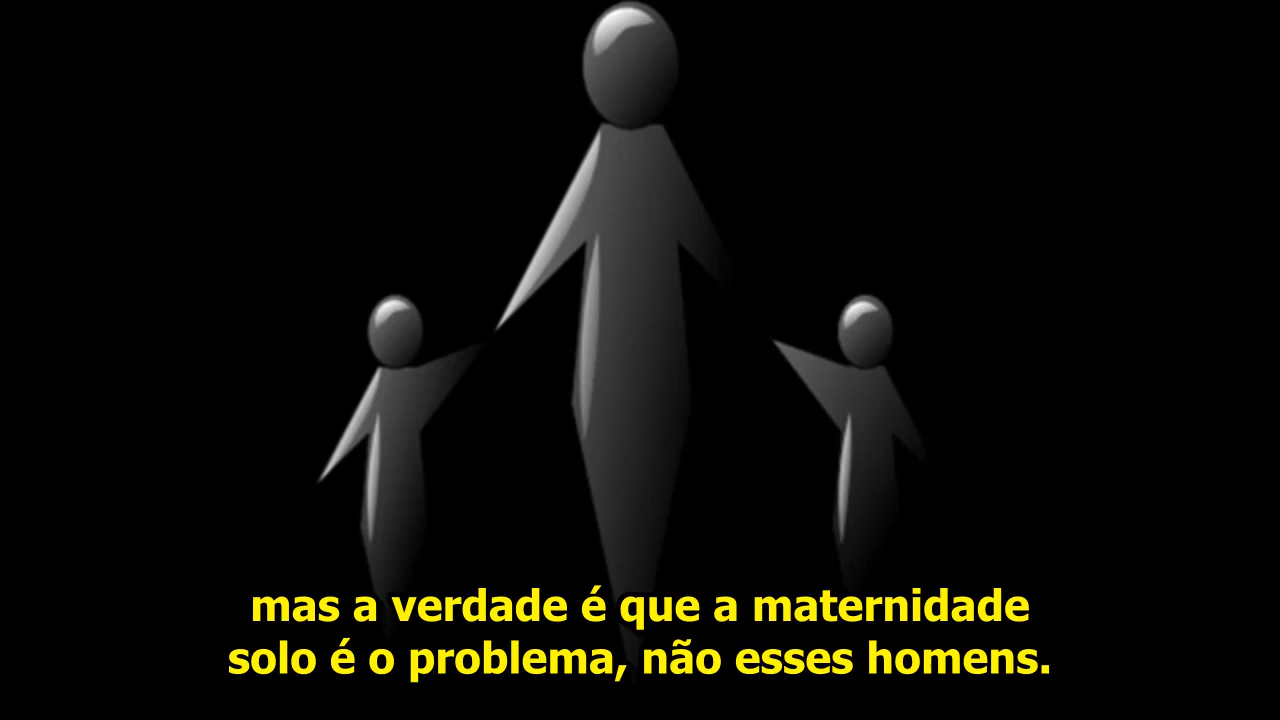 mas a verdade é que a maternidade
solo é o problema, não esses homens.